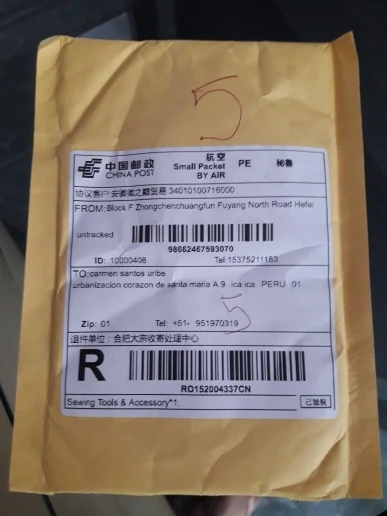 5
中国邮政
CHINA POST
航空
Small Packet
BY AIR
PE
秘鲁
协议客户:安徽 之 贸易 34010100716000
FROM:Block F Zhongchenchuangfun Fuyang North Road Hefei
untracked
98662467593070
ID: 10000408 Tel:15375211183
TO:carmen santos uribe
urbanizacion corazon de santa maria A 9 ica ica PERU 01
5
Zip: 01 Tel: +51- 951970319
退件单位:合肥大宗收寄处理中心
R
RO152004337CN
Sewing Tools & Accessory*1;
已验视